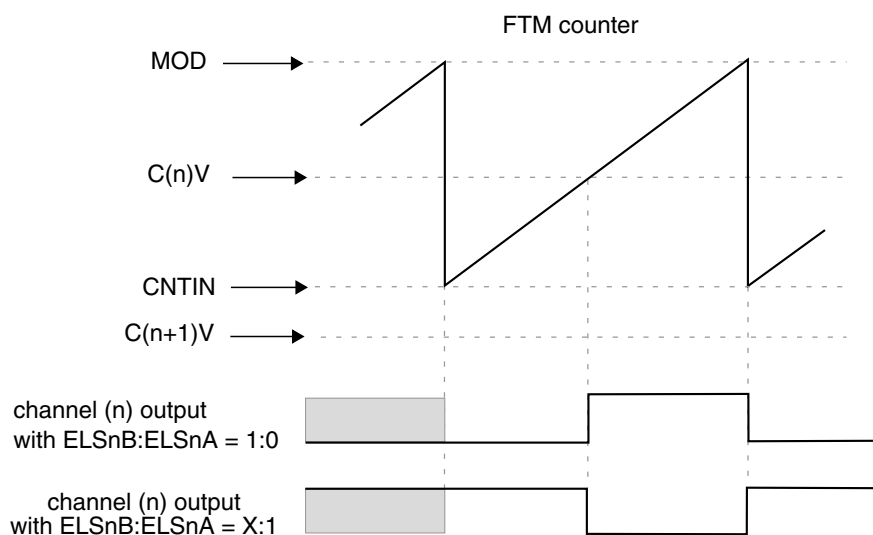 FTM counter
MOD
C(n)V
CNTIN
C(n+1)V
channel (n) output
with ELSnB:ELSnA = 1:0
channel (n) output
with ELSnB:ELSnA = X:1